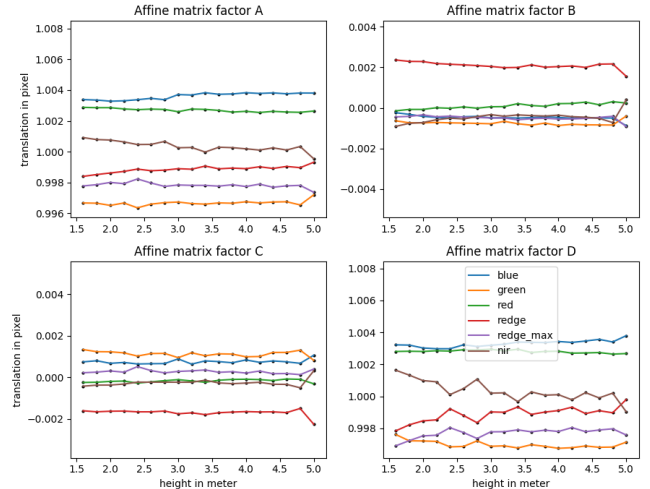 Affine matrix factor A
translation in pixel
1.008
1.006
1.004
1.002
1.000
0.998
0.996
1.5 2.0 2.5 3.0 3.5 4.0 4.5 5.0
Affine matrix factor B
0.004
0.002
0.000
−0.002
−0.004
1.5 2.0 2.5 3.0 3.5 4.0 4.5 5.0
Affine matrix factor C
translation in pixel
0.004
0.002
0.000
−0.002
1.5 2.0 2.5 3.0 3.5 4.0 4.5 5.0
height in meter
Affine matrix factor D
1.008
1.006
1.004
1.002
1.000
0.998
blue
green
red
redge
redge_max
nir
1.5 2.0 2.5 3.0 3.5 4.0 4.5 5.0
height in meter